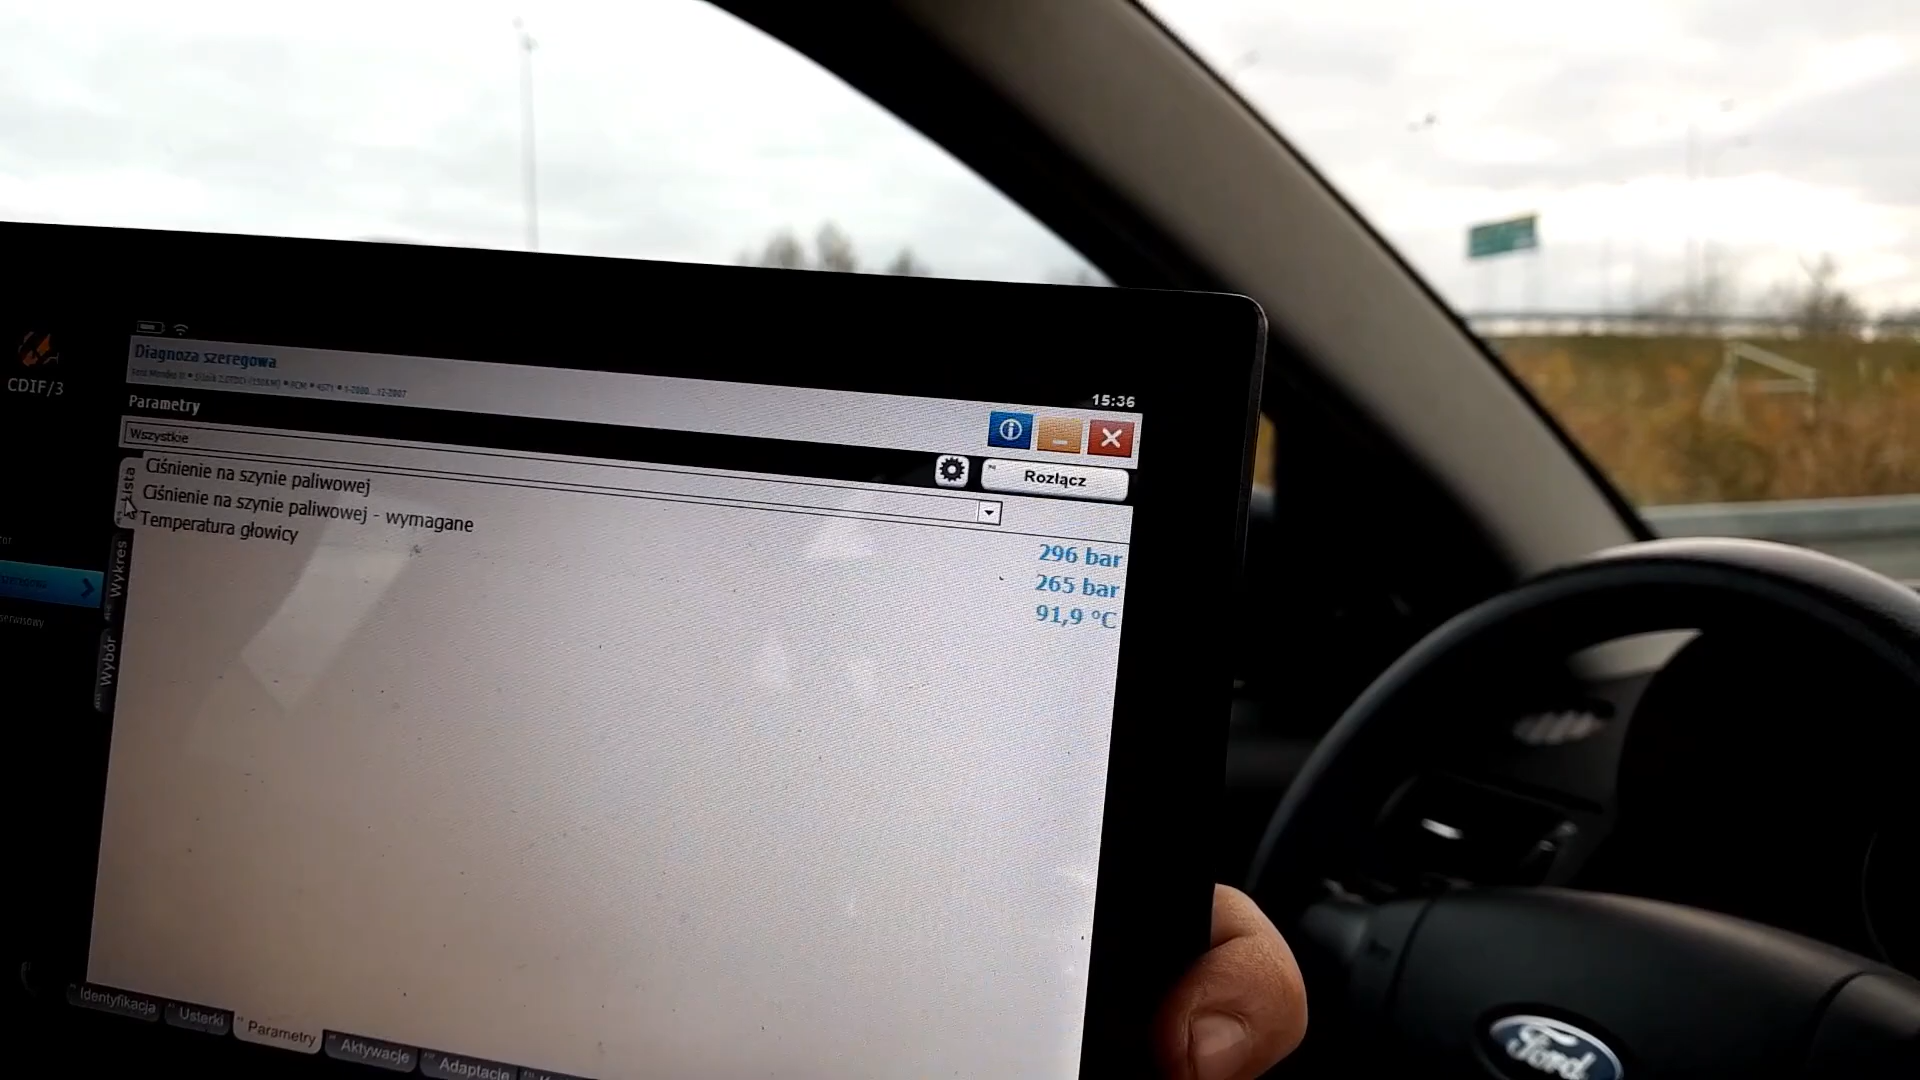 CDIF/3
Diagnoza szeregowa
15:36
Parametry
Wszystkie
Rozłącz
Lista
Wykres
Wybór
Ciśnienie na szynie paliwowej
296 bar
Ciśnienie na szynie paliwowej - wymagane
265 bar
Temperatura głowicy
91,9 °C
Identyfikacja
Usterki
Parametry
Aktywacje
Adaptacje
Ford